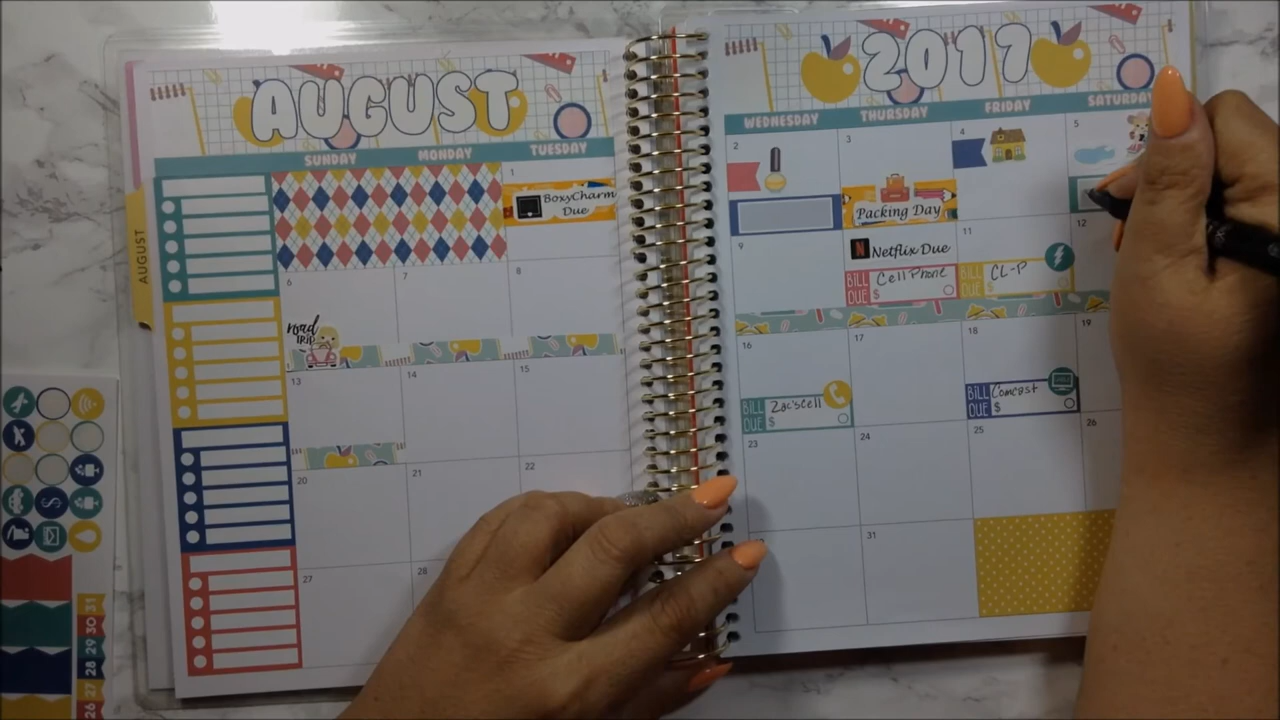 AUGUST
2017
AUGUST
SUNDAY MONDAY TUESDAY
WEDNESDAY THURSDAY FRIDAY SATURDAY
1
BoxyCharm
Due
2 3 4 5
Packing Day
6 7 8
road
trip
9 11 12
Netflix Due
BILL
DUE
Cell Phone
$
BILL
DUE
CL-P
$
13 14 15
16 17 18 19
BILL
DUE
Zac's Cell
$
BILL
DUE
Comcast
$
20 21 22
23 24 25 26
27 28
31
31
30
29
28
27
26